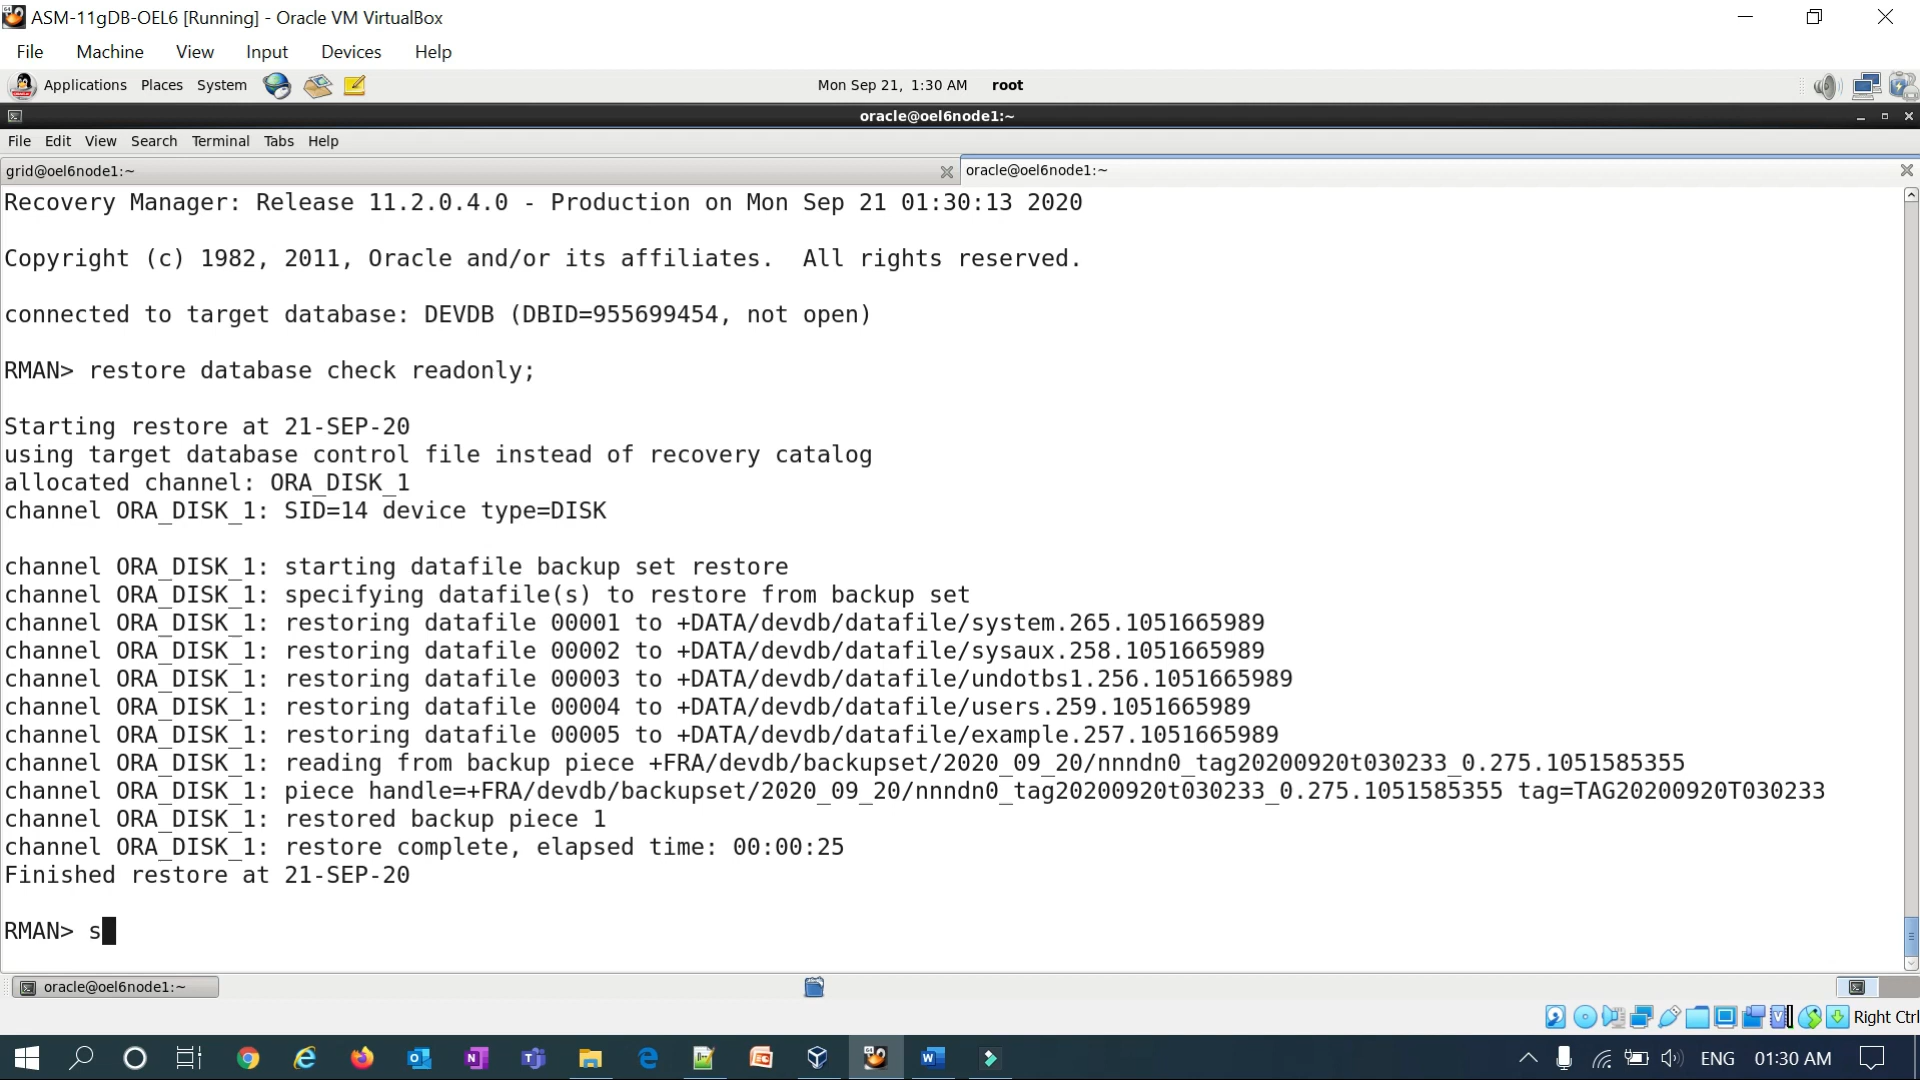 ASM-11gDB-OEL6 [Running] - Oracle VM VirtualBox
File Machine View Input Devices Help
Applications Places System Mon Sep 21, 1:30 AM root
oracle@oel6node1:~
File Edit View Search Terminal Tabs Help
grid@oel6node1:~ oracle@oel6node1:~
Recovery Manager: Release 11.2.0.4.0 - Production on Mon Sep 21 01:30:13 2020
Copyright (c) 1982, 2011, Oracle and/or its affiliates.  All rights reserved.
connected to target database: DEVDB (DBID=955699454, not open)
RMAN> restore database check readonly;
Starting restore at 21-SEP-20
using target database control file instead of recovery catalog
allocated channel: ORA_DISK_1
channel ORA_DISK_1: SID=14 device type=DISK
channel ORA_DISK_1: starting datafile backup set restore
channel ORA_DISK_1: specifying datafile(s) to restore from backup set
channel ORA_DISK_1: restoring datafile 00001 to +DATA/devdb/datafile/system.265.1051665989
channel ORA_DISK_1: restoring datafile 00002 to +DATA/devdb/datafile/sysaux.258.1051665989
channel ORA_DISK_1: restoring datafile 00003 to +DATA/devdb/datafile/undotbs1.256.1051665989
channel ORA_DISK_1: restoring datafile 00004 to +DATA/devdb/datafile/users.259.1051665989
channel ORA_DISK_1: restoring datafile 00005 to +DATA/devdb/datafile/example.257.1051665989
channel ORA_DISK_1: reading from backup piece +FRA/devdb/backupset/2020_09_20/nnndn0_tag20200920t030233_0.275.1051585355
channel ORA_DISK_1: piece handle=+FRA/devdb/backupset/2020_09_20/nnndn0_tag20200920t030233_0.275.1051585355 tag=TAG20200920T030233
channel ORA_DISK_1: restored backup piece 1
channel ORA_DISK_1: restore complete, elapsed time: 00:00:25
Finished restore at 21-SEP-20
RMAN> s
oracle@oel6node1:~
Right Ctrl
ENG 01:30 AM